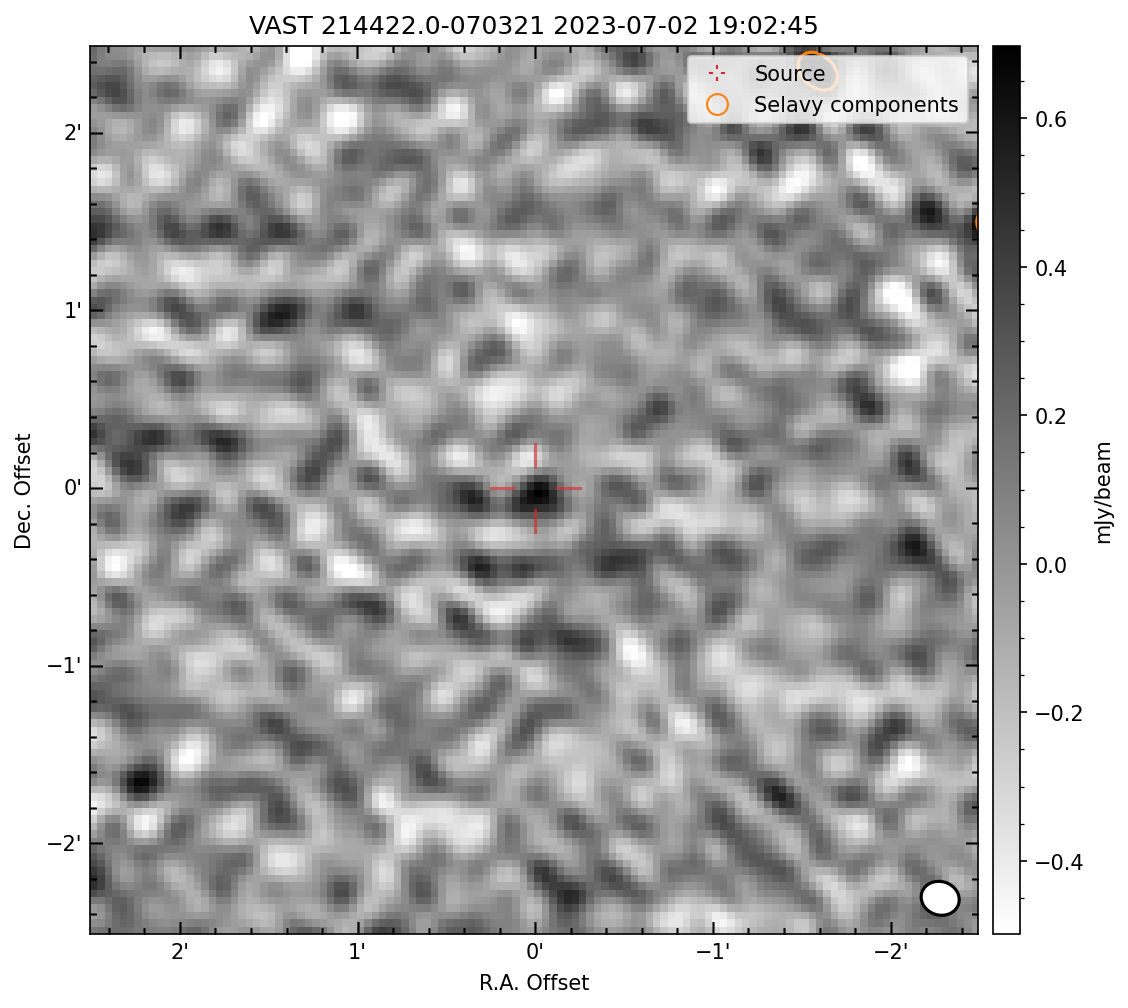 VAST 214422.0-070321 2023-07-02 19:02:45
Source
Selavy components
2'
1'
0'
−1'
−2'
Dec. Offset
2'
1'
0'
−1'
−2'
R.A. Offset
0.6
0.4
0.2
0.0
−0.2
−0.4
mJy/beam